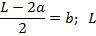 L - 2a
2
= b; L